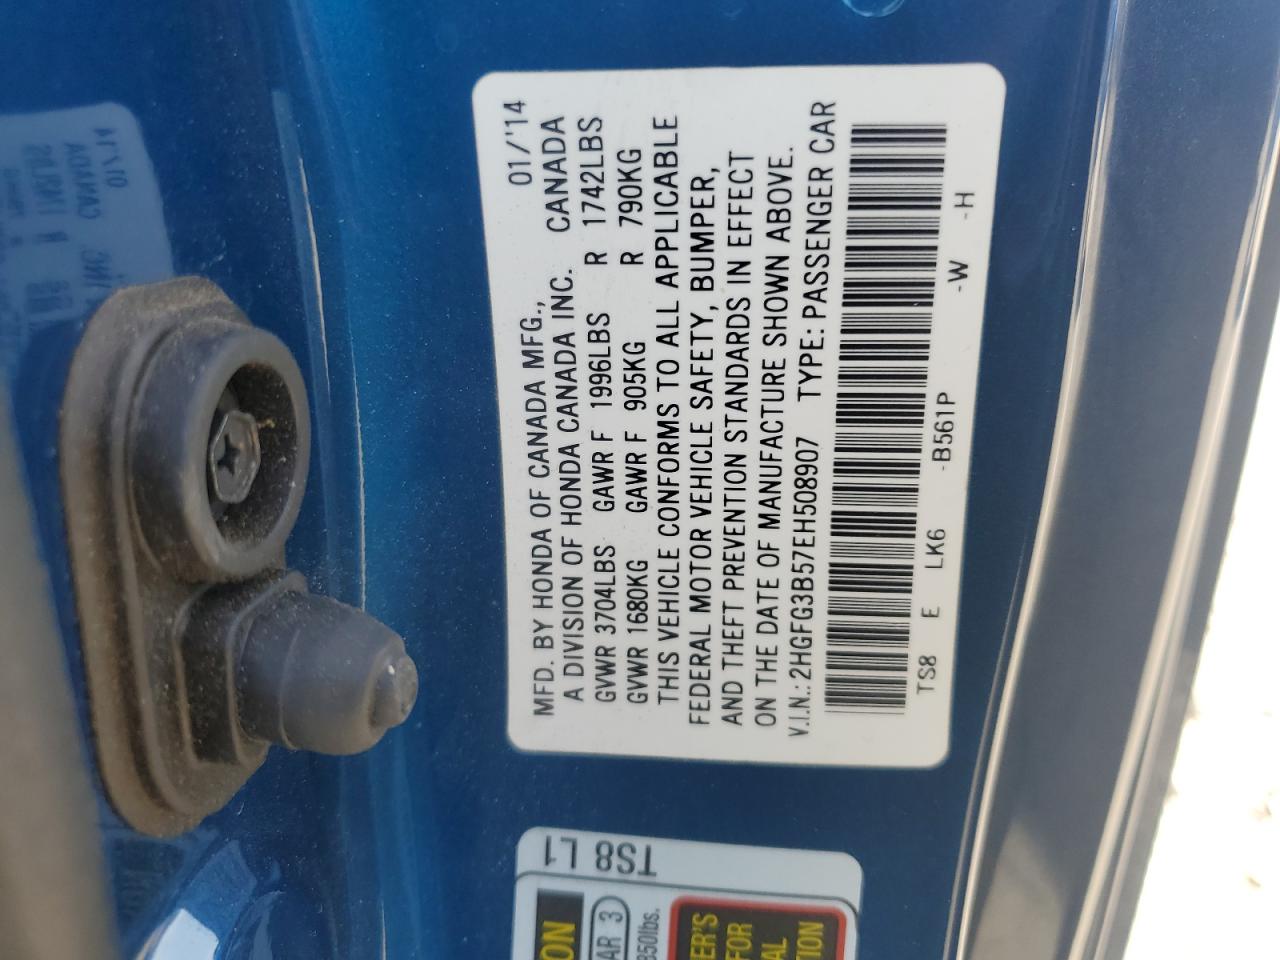 MFD. BY HONDA OF CANADA MFG., 01/'14
A DIVISION OF HONDA CANADA INC. CANADA
GVWR 3704LBS GAWR F 1996LBS R 1742LBS
GVWR 1680KG GAWR F 905KG R 790KG
THIS VEHICLE CONFORMS TO ALL APPLICABLE
FEDERAL MOTOR VEHICLE SAFETY, BUMPER,
AND THEFT PREVENTION STANDARDS IN EFFECT
ON THE DATE OF MANUFACTURE SHOWN ABOVE.
V.I.N.: 2HGFG3B57EH508907 TYPE: PASSENGER CAR
TS8 E LK6 -B561P -W -H
TS8 L1